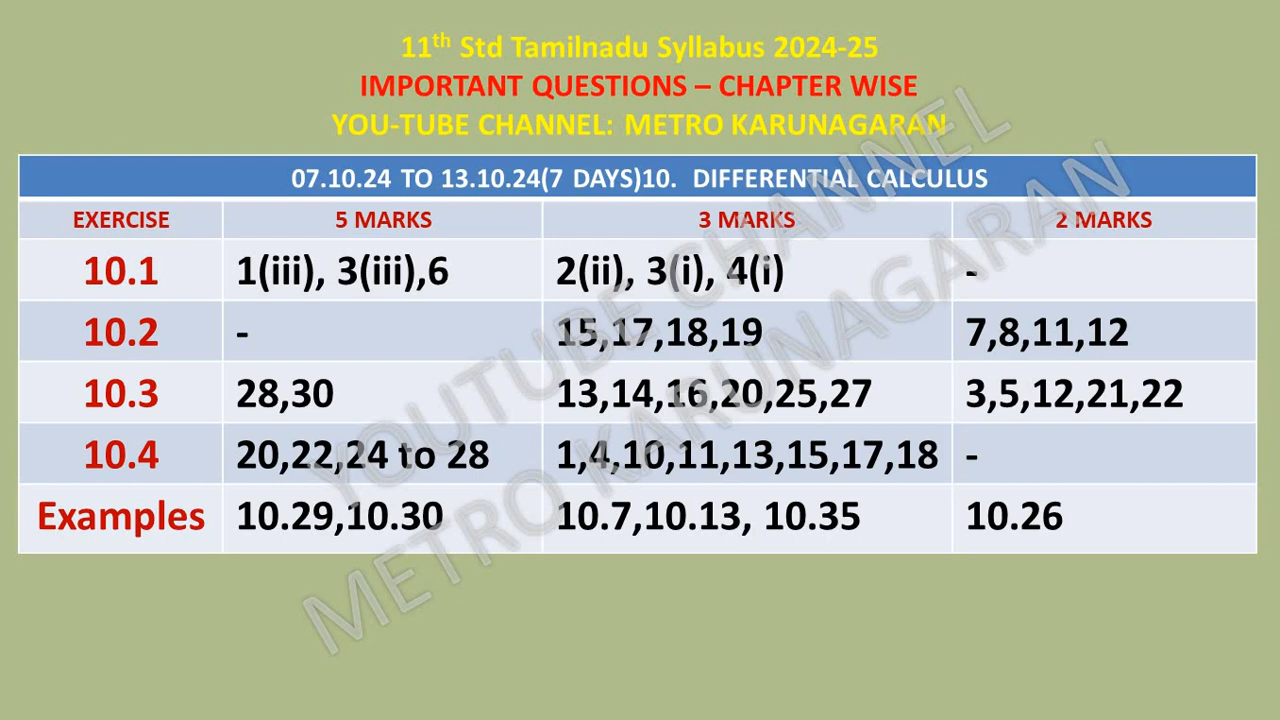 11th Std Tamilnadu Syllabus 2024-25
IMPORTANT QUESTIONS – CHAPTER WISE
YOU-TUBE CHANNEL: METRO KARUNAGARAN
07.10.24 TO 13.10.24(7 DAYS)10. DIFFERENTIAL CALCULUS
EXERCISE 5 MARKS 3 MARKS 2 MARKS
10.1 1(iii), 3(iii),6 2(ii), 3(i), 4(i) -
10.2 - 15,17,18,19 7,8,11,12
10.3 28,30 13,14,16,20,25,27 3,5,12,21,22
10.4 20,22,24 to 28 1,4,10,11,13,15,17,18 -
Examples 10.29,10.30 10.7,10.13, 10.35 10.26
YOUTUBE CHANNEL
METRO KARUNAGARAN